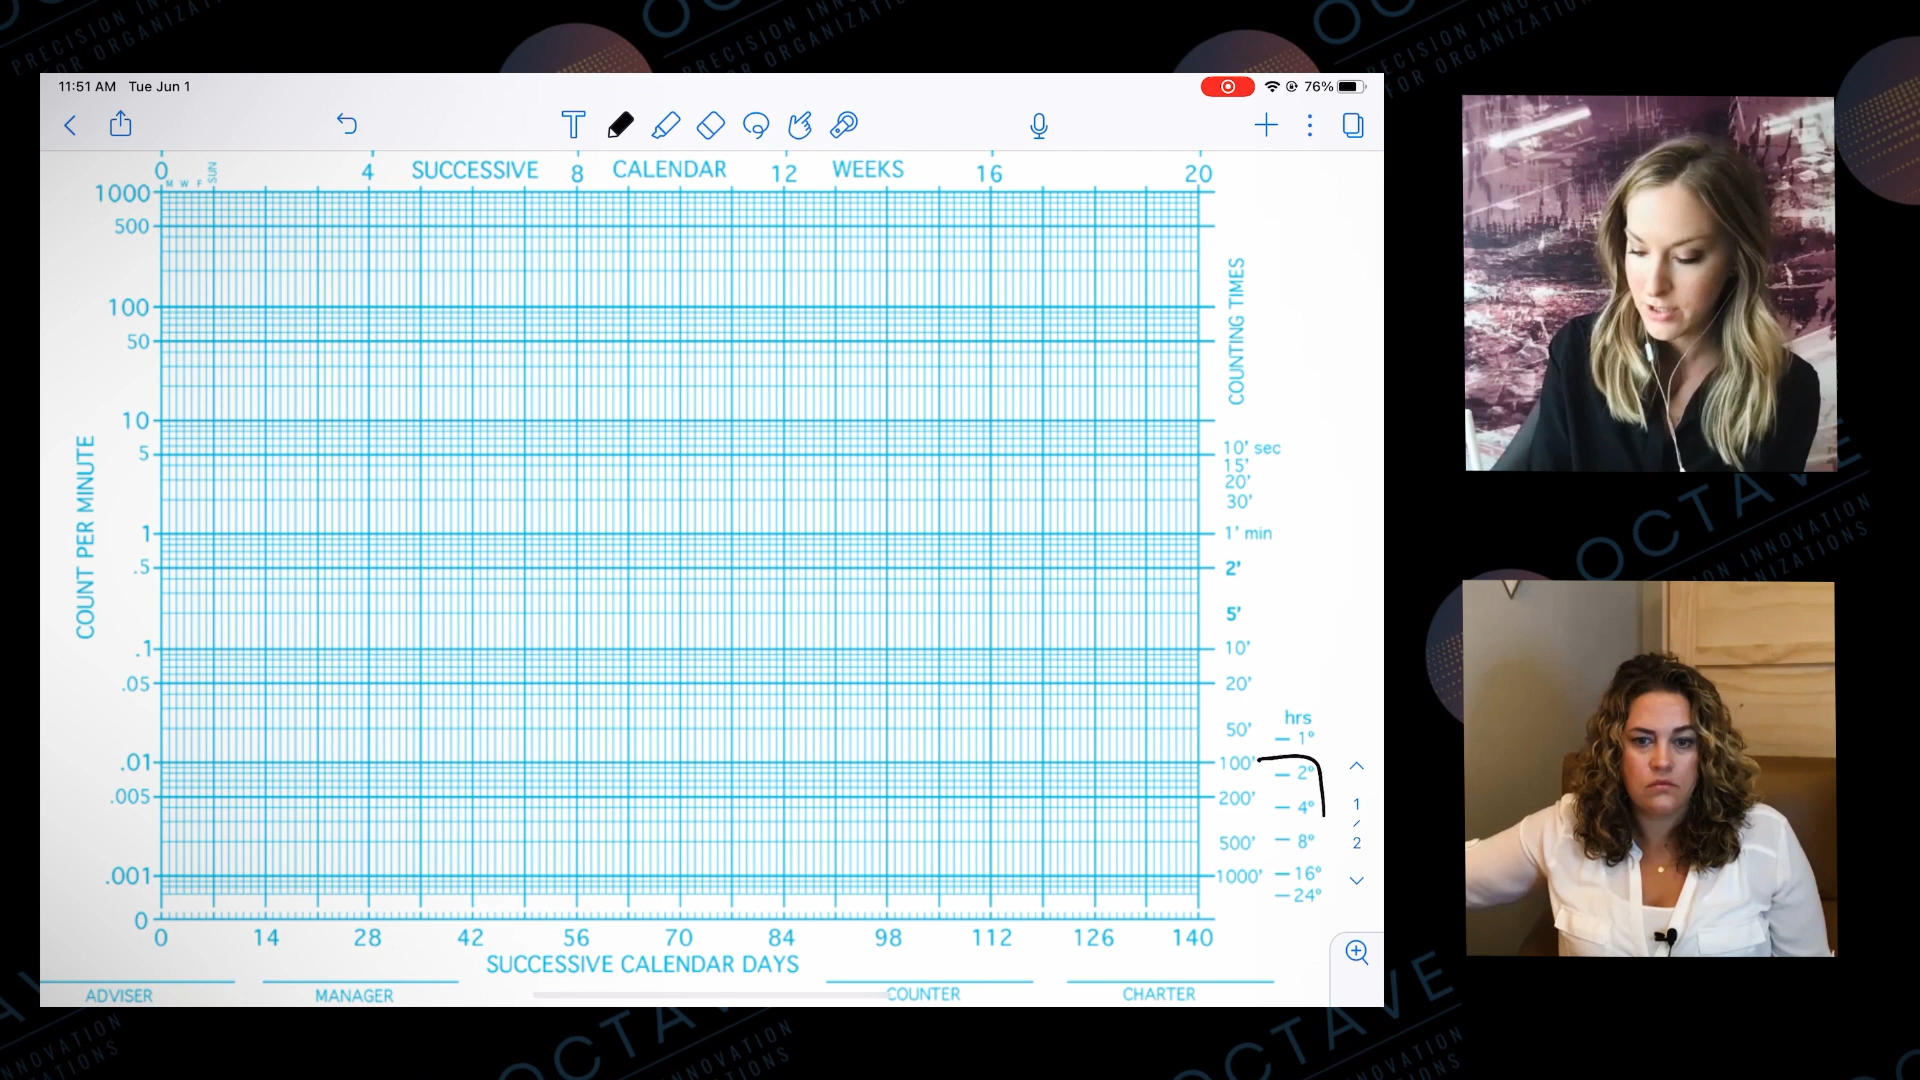 PRECISION INNOVATION
FOR ORGANIZATIONS
OCTAVE
11:51 AM Tue Jun 1
76%
T
0 4 SUCCESSIVE 8 CALENDAR 12 WEEKS 16 20
M W F SUN
1000
500
100
50
10
5
1
.5
.1
.05
.01
.005
.001
0
COUNT PER MINUTE
COUNTING TIMES
10' sec
15'
20'
30'
1' min
2'
5'
10'
20'
50'
100'
200'
500'
1000'
hrs
1°
2°
4°
8°
16°
24°
1
/
2
0 14 28 42 56 70 84 98 112 126 140
SUCCESSIVE CALENDAR DAYS
ADVISER MANAGER COUNTER CHARTER
OCTAVE